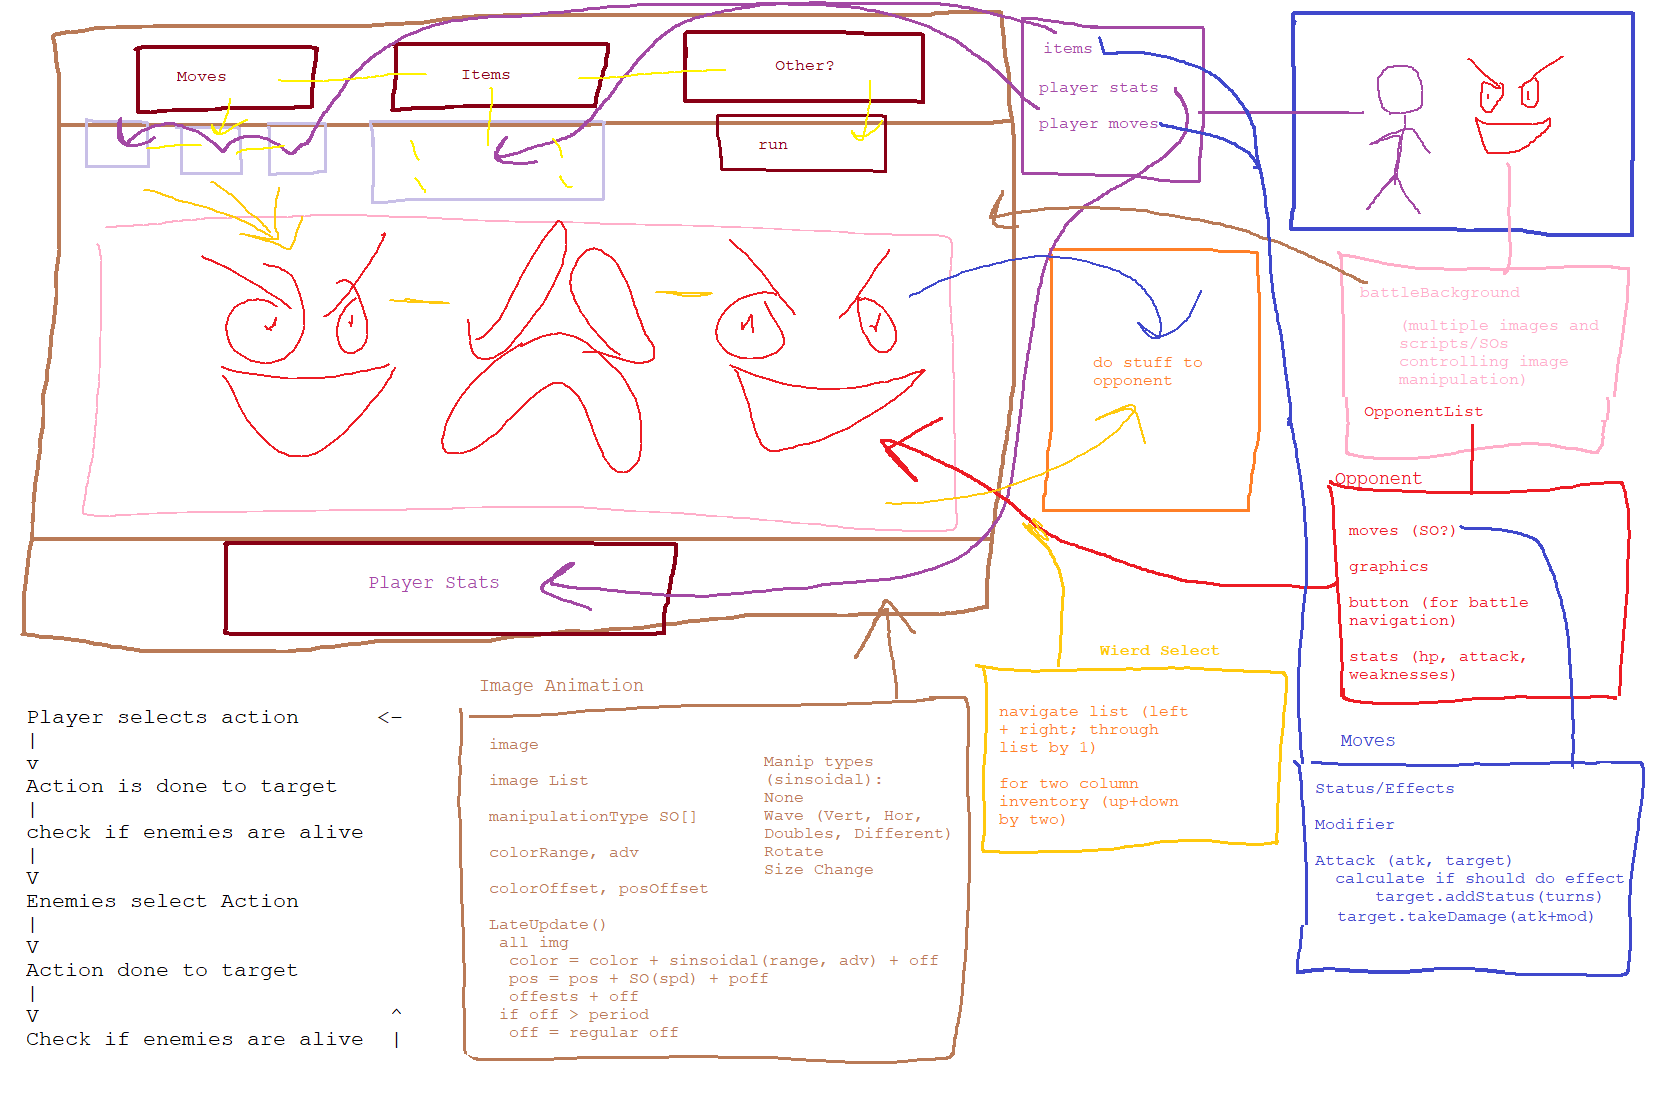 Moves
Items
Other?
run
items
player stats
player moves
do stuff to
opponent
battleBackground
(multiple images and
scripts/SOs
controlling image
manipulation)
OpponentList
Opponent
moves (SO?)
graphics
button (for battle
navigation)
stats (hp, attack,
weaknesses)
Player Stats
Wierd Select
navigate list (left
+ right; through
list by 1)
for two column
inventory (up+down
by two)
Moves
Status/Effects
Modifier
Attack (atk, target)
calculate if should do effect
target.addStatus(turns)
target.takeDamage(atk+mod)
Image Animation
image
image List
manipulationType SO[]
colorRange, adv
colorOffset, posOffset
LateUpdate()
all img
color = color + sinsoidal(range, adv) + off
pos = pos + SO(spd) + poff
offests + off
if off > period
off = regular off
Manip types
(sinsoidal):
None
Wave (Vert, Hor,
Doubles, Different)
Rotate
Size Change
Player selects action <-
|
v
Action is done to target
|
check if enemies are alive
|
V
Enemies select Action
|
V
Action done to target
|
V ^
Check if enemies are alive |